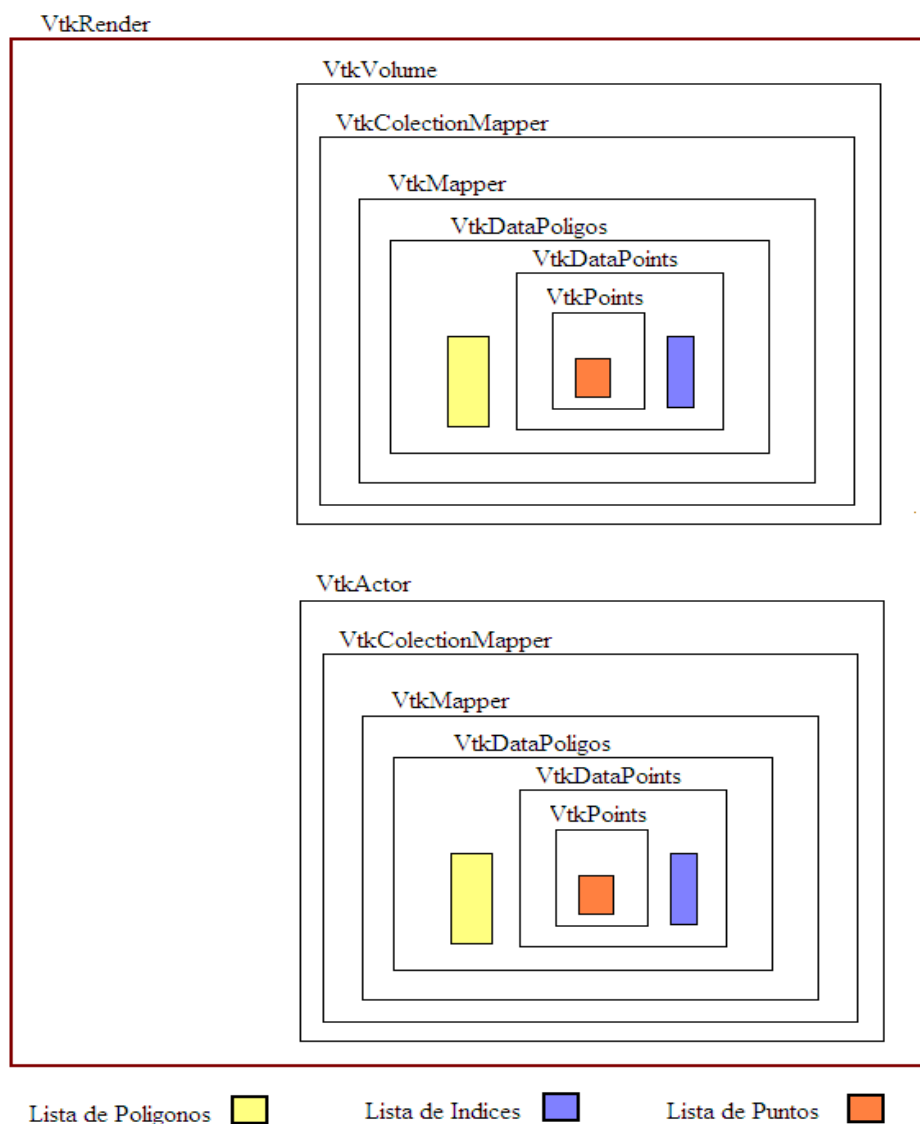 VtkRender
VtkVolume
VtkColectionMapper
VtkMapper
VtkDataPoligos
VtkDataPoints
VtkPoints
VtkActor
VtkColectionMapper
VtkMapper
VtkDataPoligos
VtkDataPoints
VtkPoints
Lista de Poligonos
Lista de Indices
Lista de Puntos